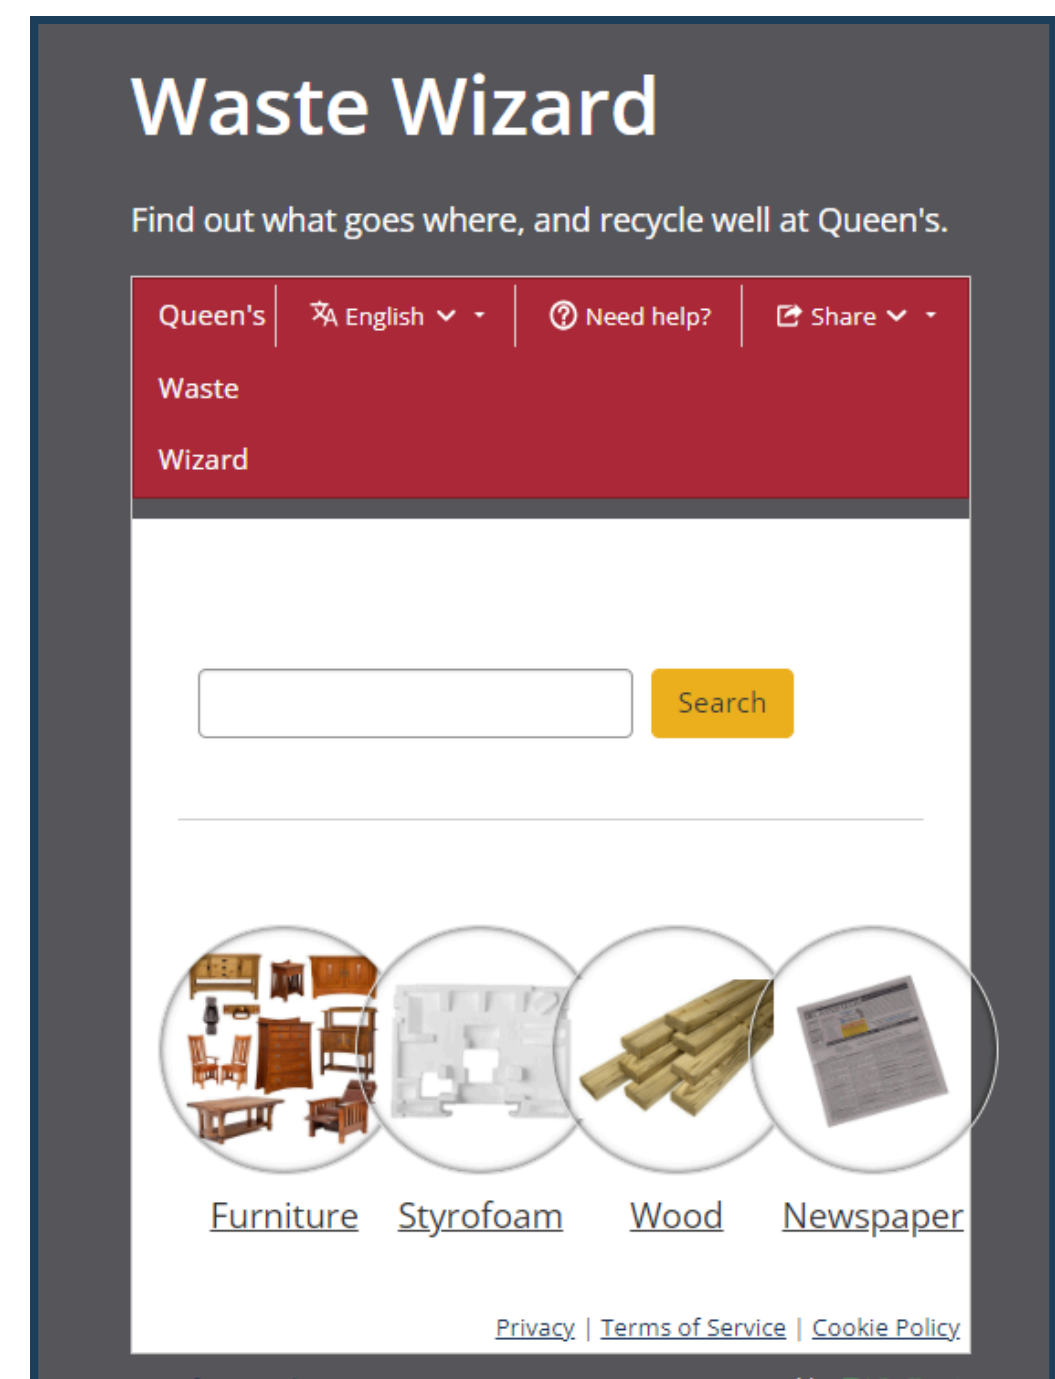 Waste Wizard
Find out what goes where, and recycle well at Queen's.
Queen's
English
Need help?
Share
Waste
Wizard
Search
Furniture
Styrofoam
Wood
Newspaper
Privacy | Terms of Service | Cookie Policy